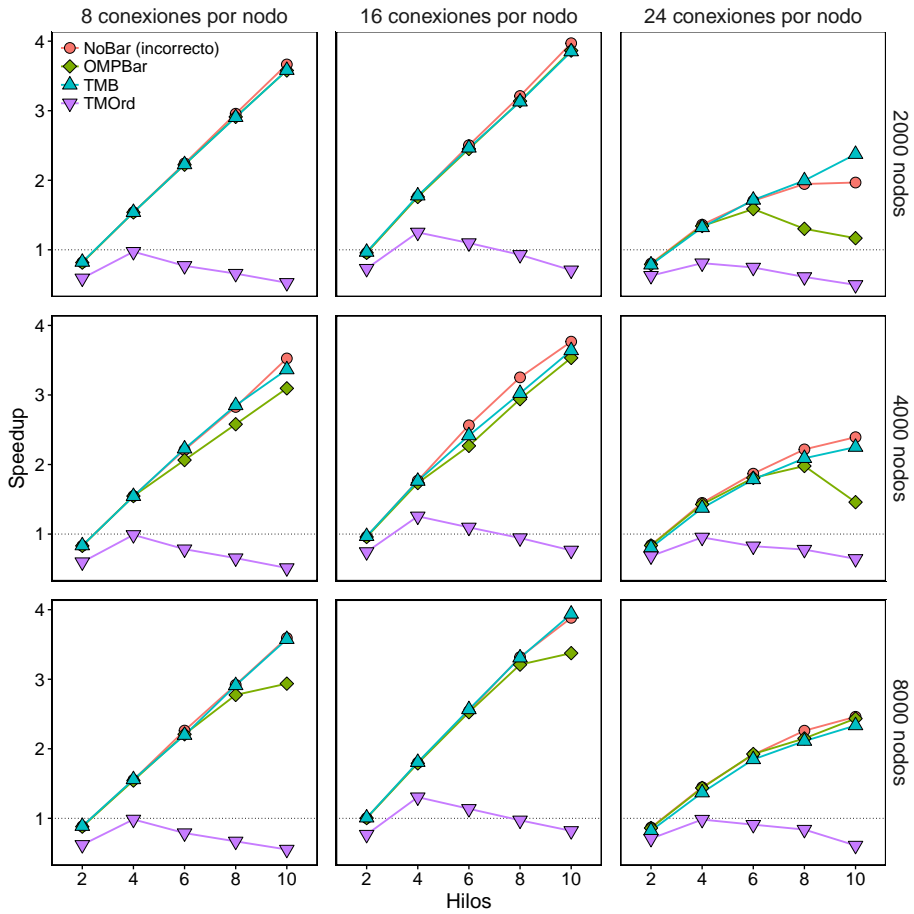 8 conexiones por nodo
16 conexiones por nodo
24 conexiones por nodo
NoBar (incorrecto)
OMPBar
TMB
TMOrd
4
3
2
1
2000 nodos
4
3
2
1
4000 nodos
4
3
2
1
8000 nodos
Speedup
2 4 6 8 10
2 4 6 8 10
2 4 6 8 10
Hilos